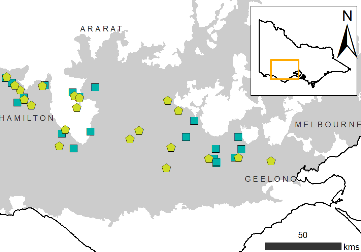 ARARAT
N
HAMILTON
MELBOURNE
GEELONG
50
kms